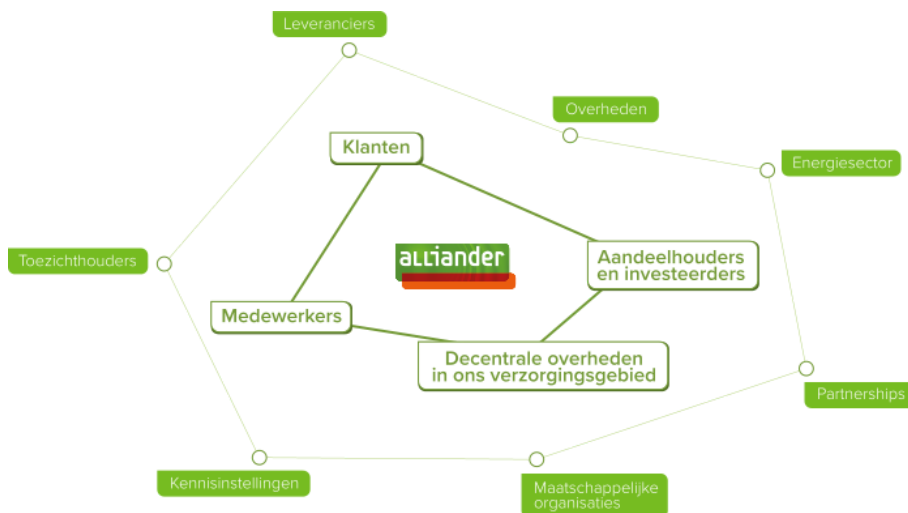 Leveranciers
Overheden
Klanten
Energiesector
Toezichthouders
alliander
Aandeelhouders
en investeerders
Medewerkers
Decentrale overheden
in ons verzorgingsgebied
Partnerships
Kennisinstellingen
Maatschappelijke
organisaties